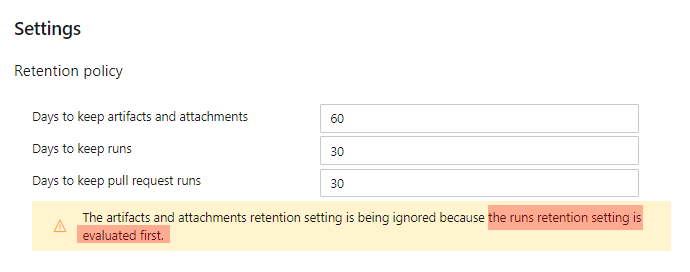 Settings
Retention policy
Days to keep artifacts and attachments 60
Days to keep runs 30
Days to keep pull request runs 30
The artifacts and attachments retention setting is being ignored because the runs retention setting is
evaluated first.